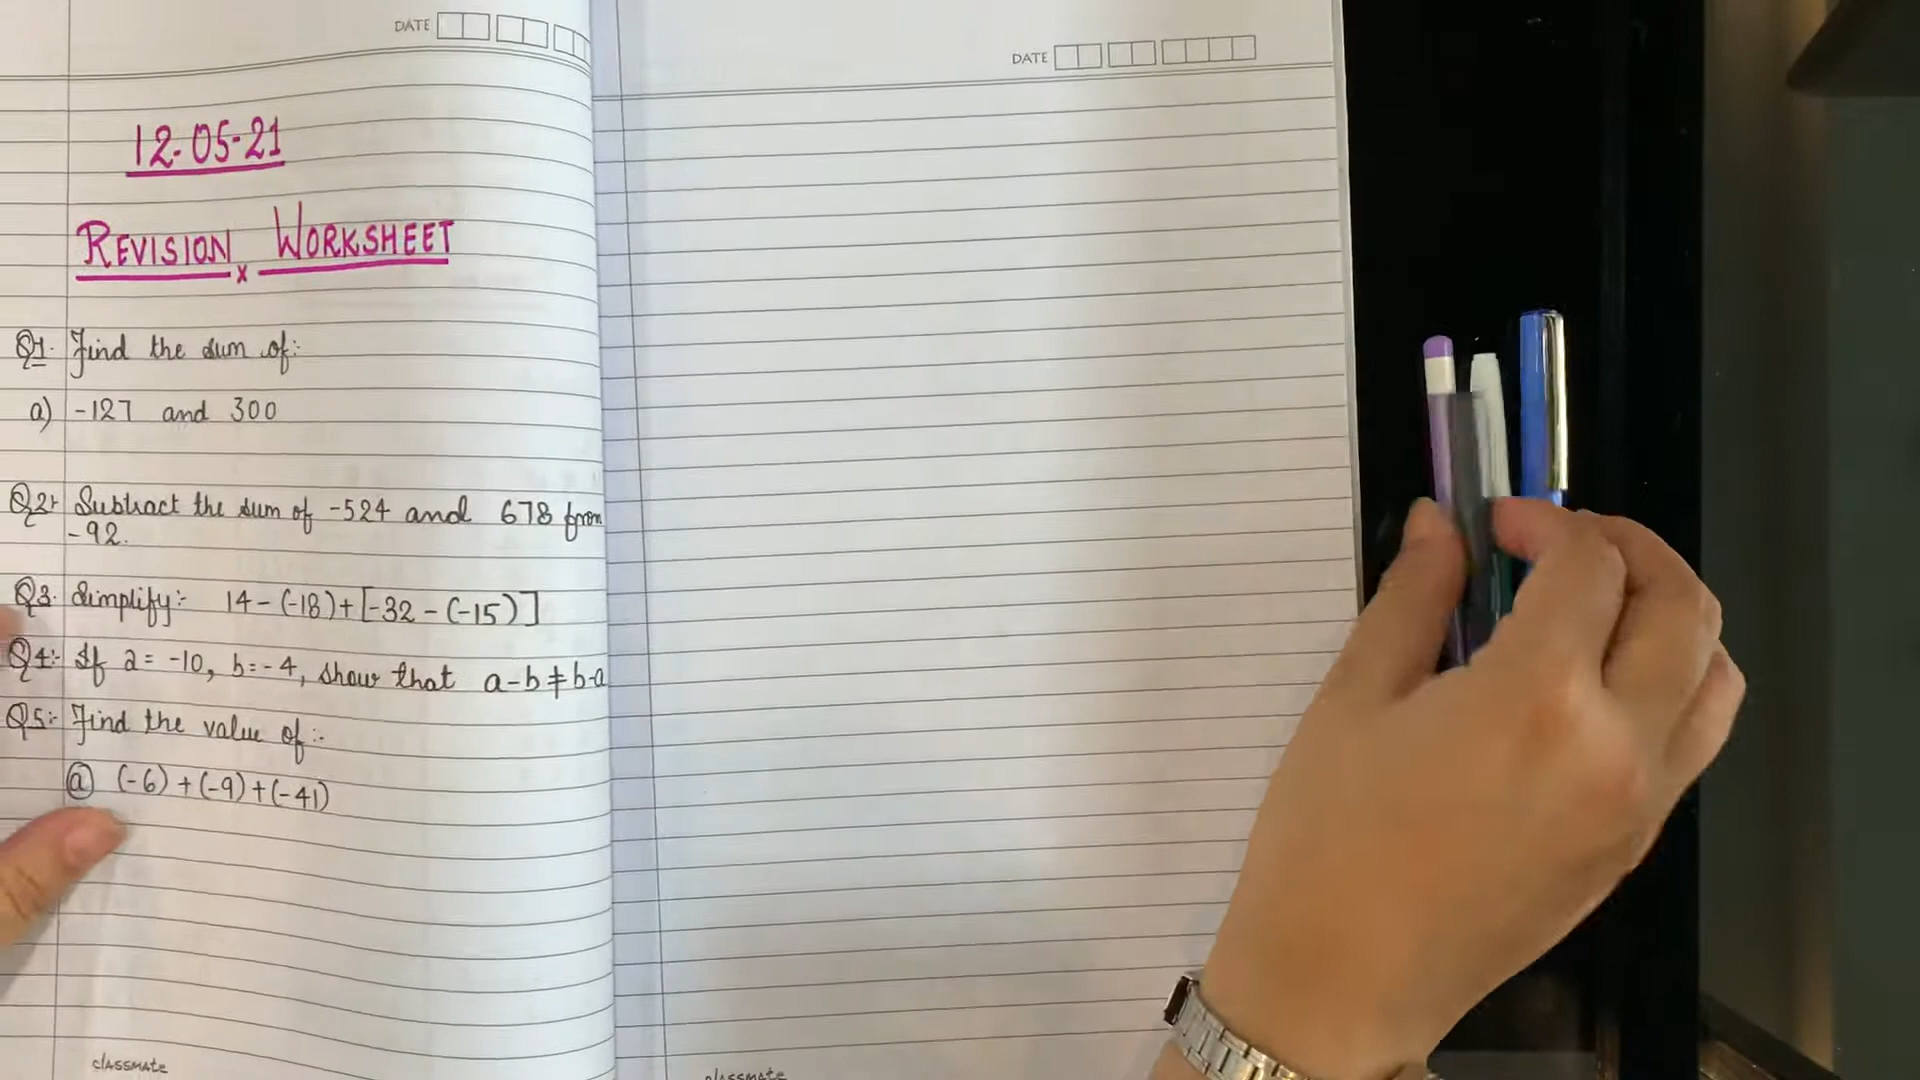 DATE
DATE
12-05-21
REVISION x WORKSHEET
Q1. Find the sum of:-
a) -127 and 300
Q2:- Subtract the sum of -524 and 678 from
-92.
Q3. Simplify:- 14-(-18)+[-32-(-15)]
Q4:- If a= -10, b=-4, show that a-b≠b-a
Q5:- Find the value of:-
(a) (-6)+(-9)+(-41)
classmate
classmate